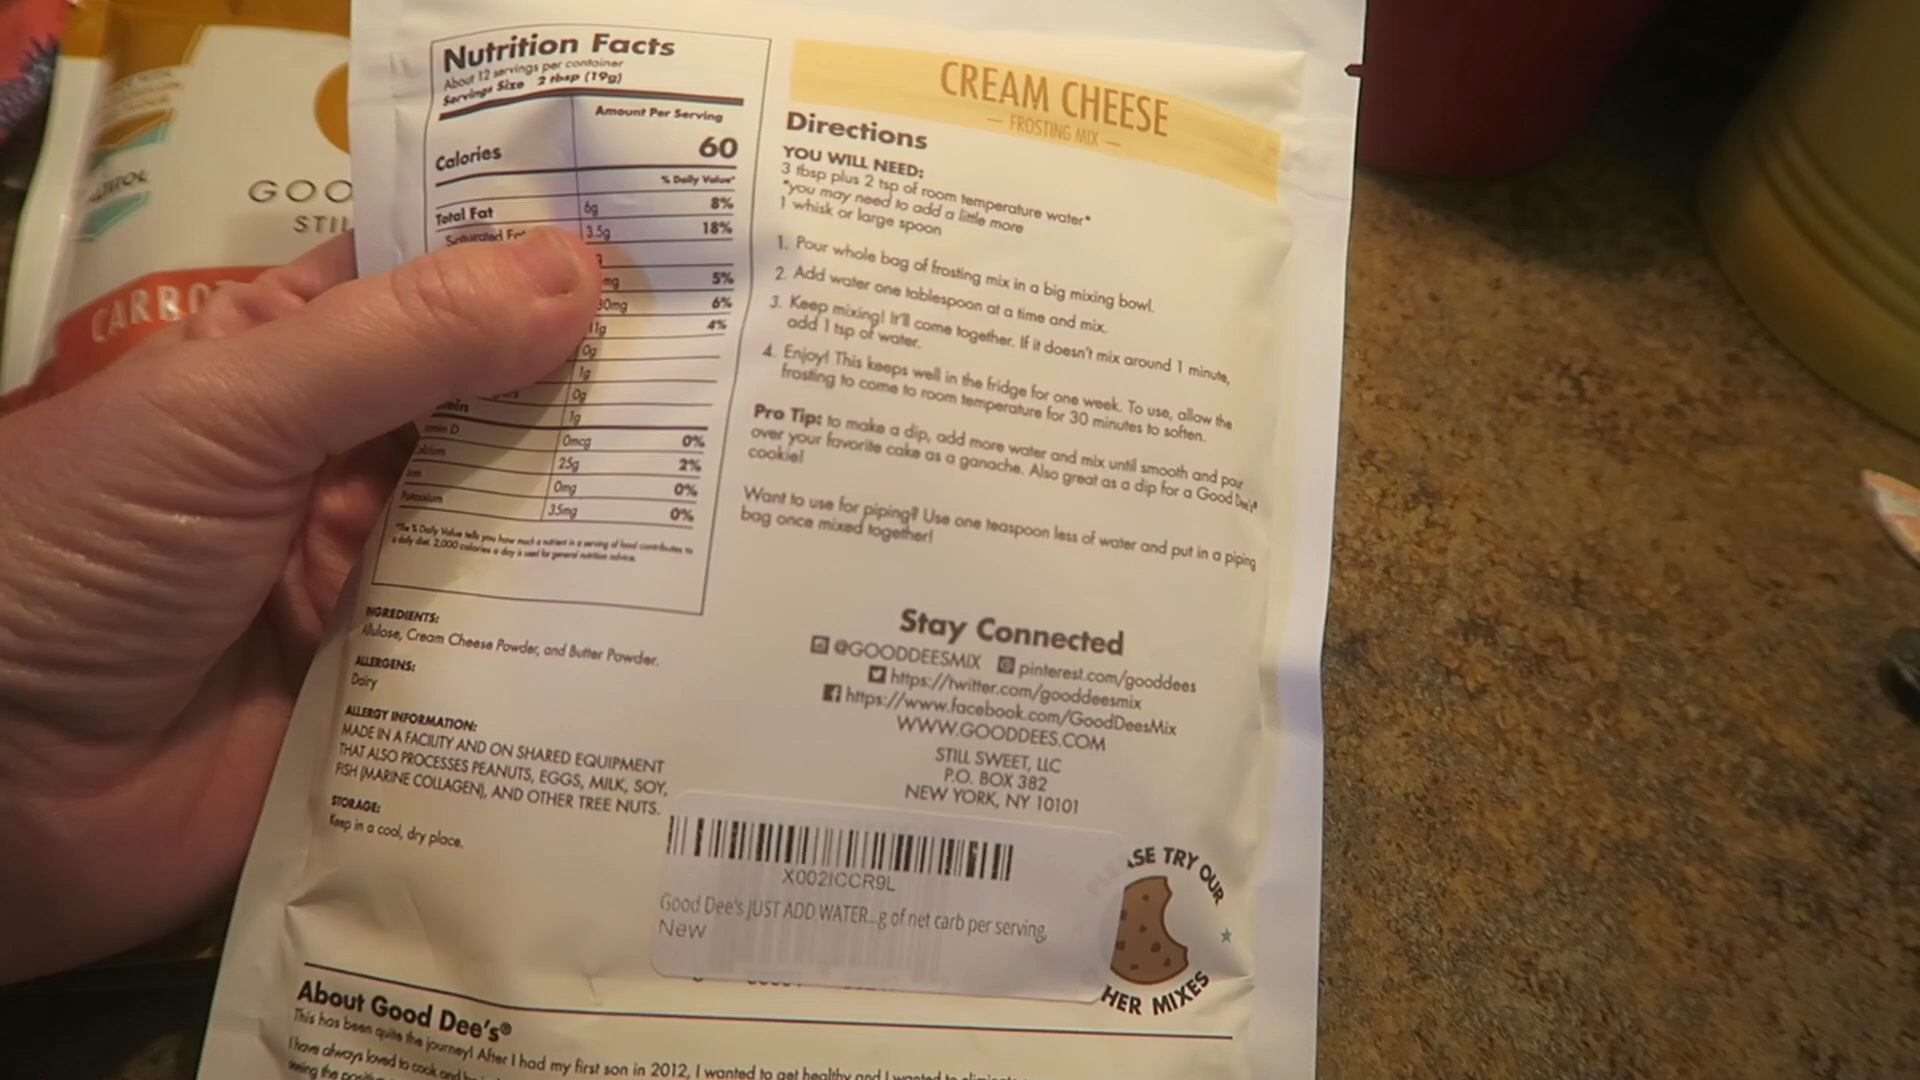 GOO
STIL
CARRO
Nutrition Facts
About 12 servings per container
Servings Size 2 tbsp (19g)
Amount Per Serving
Calories 60
% Daily Value*
Total Fat 6g 8%
Saturated Fat 3.5g 18%
mg 5%
30mg 6%
11g 4%
0g
1g
0g
ein 1g
amin D 0mcg 0%
alcium 25g 2%
Iron 0mg 0%
Potassium 35mg 0%
*The % Daily Value tells you how much a nutrient in a serving of food contributes to
a daily diet. 2,000 calories a day is used for general nutrition advice.
INGREDIENTS:
Allulose, Cream Cheese Powder, and Butter Powder.
ALLERGENS:
Dairy
ALLERGY INFORMATION:
MADE IN A FACILITY AND ON SHARED EQUIPMENT
THAT ALSO PROCESSES PEANUTS, EGGS, MILK, SOY,
FISH (MARINE COLLAGEN), AND OTHER TREE NUTS.
STORAGE:
Keep in a cool, dry place.
CREAM CHEESE
— FROSTING MIX —
Directions
YOU WILL NEED:
3 tbsp plus 2 tsp of room temperature water*
*you may need to add a little more
1 whisk or large spoon
1. Pour whole bag of frosting mix in a big mixing bowl.
2. Add water one tablespoon at a time and mix.
3. Keep mixing! It'll come together. If it doesn't mix around 1 minute,
add 1 tsp of water.
4. Enjoy! This keeps well in the fridge for one week. To use, allow the
frosting to come to room temperature for 30 minutes to soften.
Pro Tip: to make a dip, add more water and mix until smooth and pour
over your favorite cake as a ganache. Also great as a dip for a Good Dee's®
cookie!
Want to use for piping? Use one teaspoon less of water and put in a piping
bag once mixed together!
Stay Connected
@GOODDEESMIX pinterest.com/gooddees
https://twitter.com/gooddeesmix
https://www.facebook.com/GoodDeesMix
WWW.GOODDEES.COM
STILL SWEET, LLC
P.O. BOX 382
NEW YORK, NY 10101
X002ICCR9L
Good Dee's JUST ADD WATER...g of net carb per serving,
New
PLEASE TRY OUR
HER MIXES
About Good Dee's®
This has been quite the journey! After I had my first son in 2012, I wanted to get healthy and I wanted to
I have always loved to cook and